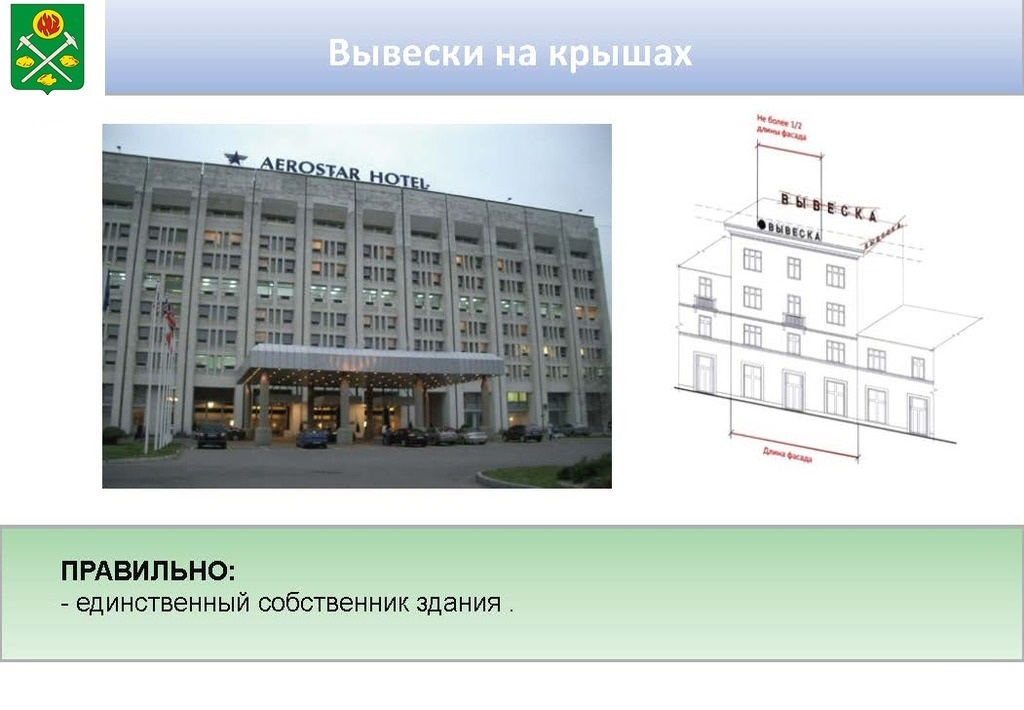 Вывески на крышах
AEROSTAR HOTEL
Не более 1/2
длины фасада
ВЫВЕСКА
ВЫВЕСКА
ВЫВЕСКА
Длина фасада
ПРАВИЛЬНО:
- единственный собственник здания .